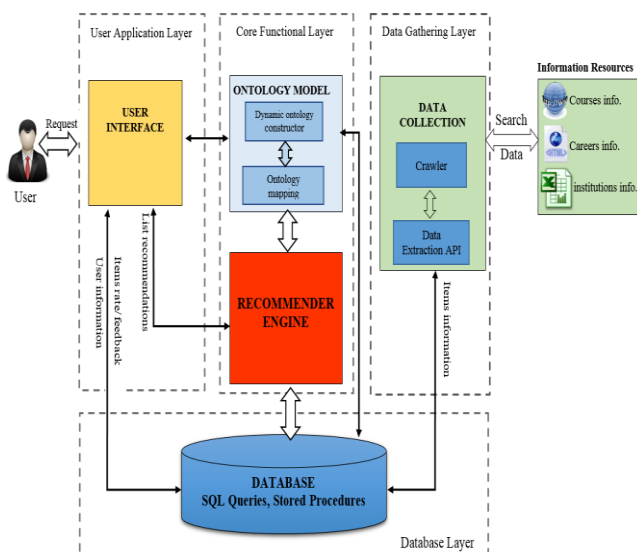 User Application Layer
Core Functional Layer
Data Gathering Layer
Information Resources
Courses info.
Careers info.
institutions info.
Request
User
USER
INTERFACE
ONTOLOGY MODEL
Dynamic ontology
constructor
Ontology
mapping
DATA
COLLECTION
Crawler
Data
Extraction API
Search
Data
RECOMMENDER
ENGINE
List recommendations
Items rate/ feedback
User information
Items information
DATABASE
SQL Queries, Stored Procedures
Database Layer